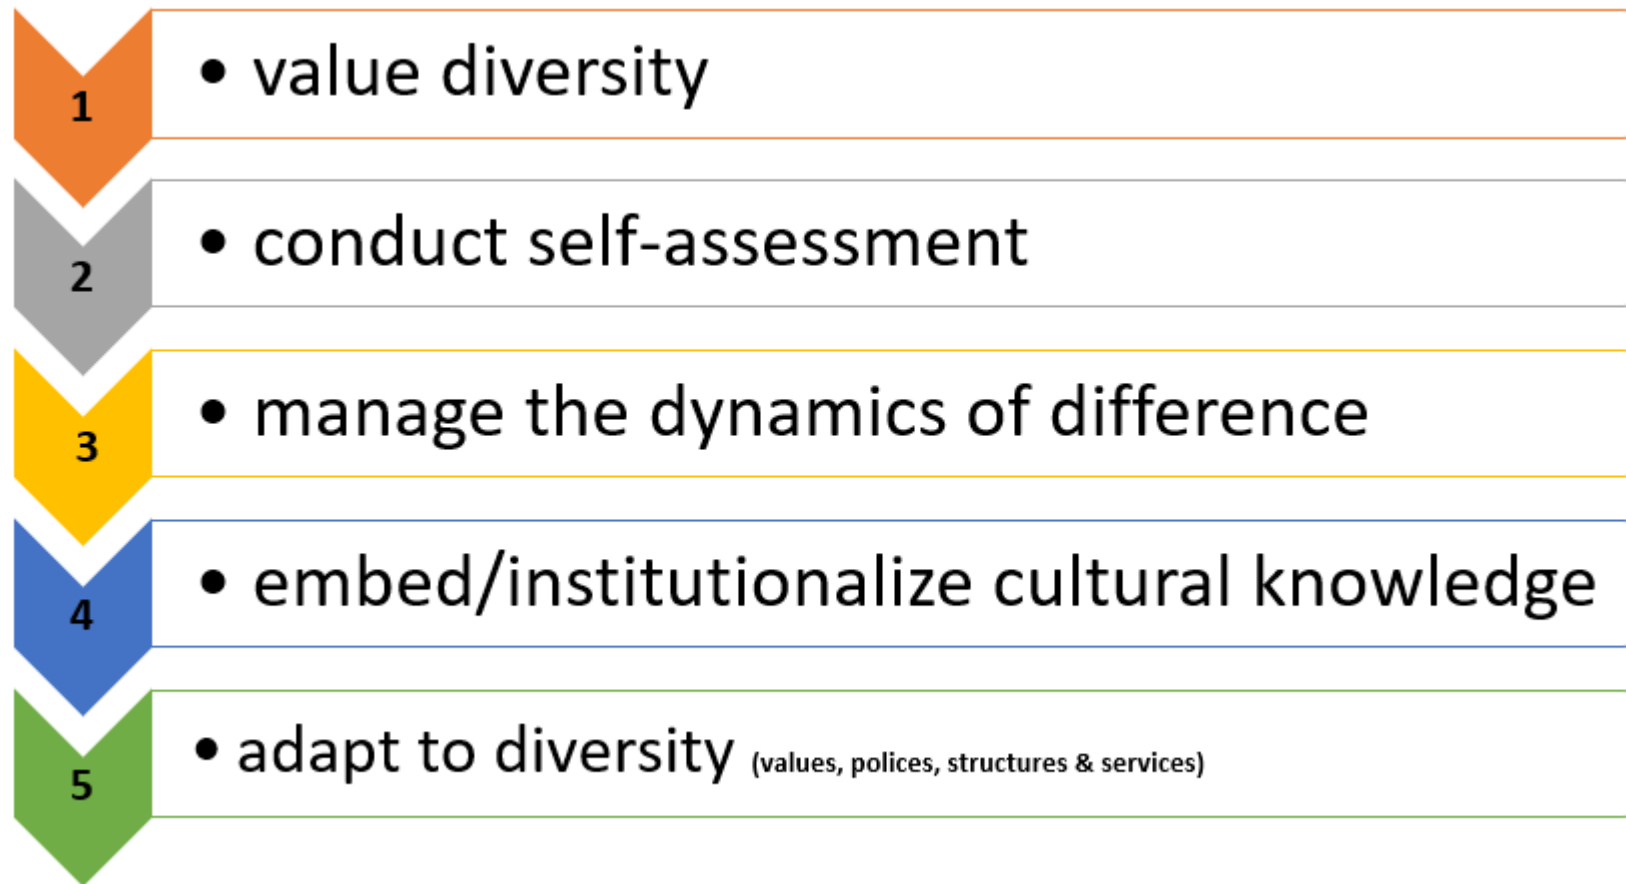 1
• value diversity
2
• conduct self-assessment
3
• manage the dynamics of difference
4
• embed/institutionalize cultural knowledge
5
• adapt to diversity (values, polices, structures & services)